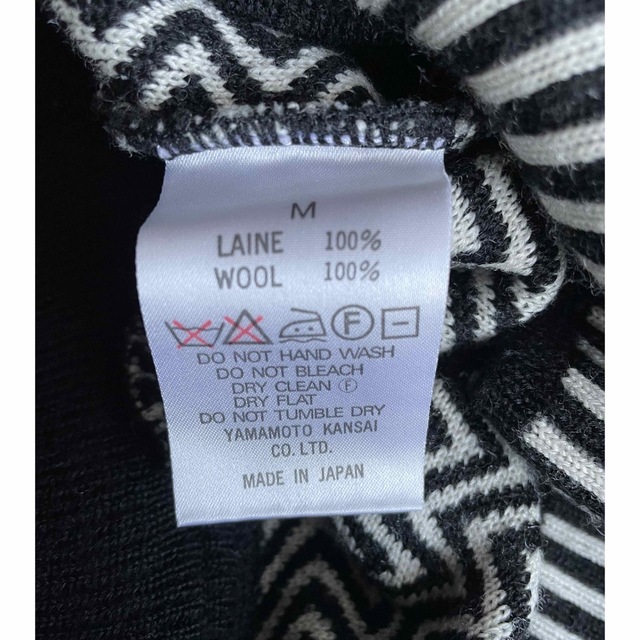 M
LAINE 100%
WOOL 100%
F
DO NOT HAND WASH
DO NOT BLEACH
DRY CLEAN Ⓕ
DRY FLAT
DO NOT TUMBLE DRY
YAMAMOTO KANSAI
CO.LTD.
MADE IN JAPAN